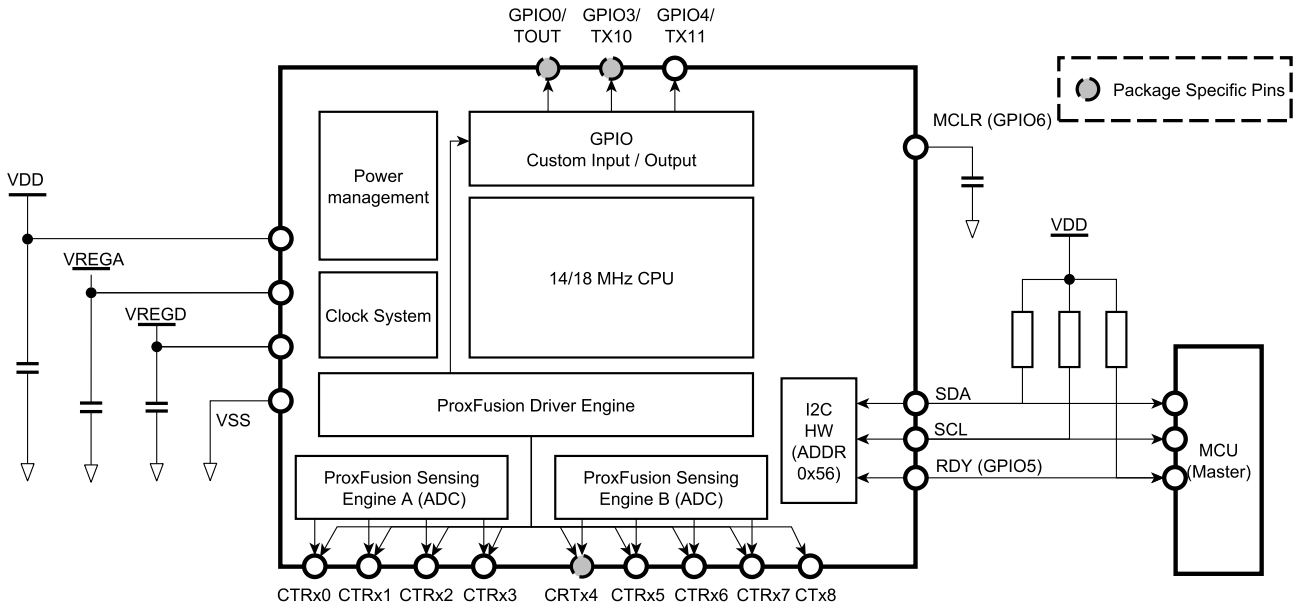 GPIO0/
TOUT
GPIO3/
TX10
GPIO4/
TX11
Package Specific Pins
MCLR (GPIO6)
GPIO
Custom Input / Output
Power
management
VDD
VREGA
VREGD
VSS
14/18 MHz CPU
Clock System
VDD
ProxFusion Driver Engine
I2C
HW
(ADDR
0x56)
SDA
SCL
RDY (GPIO5)
MCU
(Master)
ProxFusion Sensing
Engine A (ADC)
ProxFusion Sensing
Engine B (ADC)
CTRx0
CTRx1
CTRx2
CTRx3
CRTx4
CTRx5
CTRx6
CTRx7
CTx8